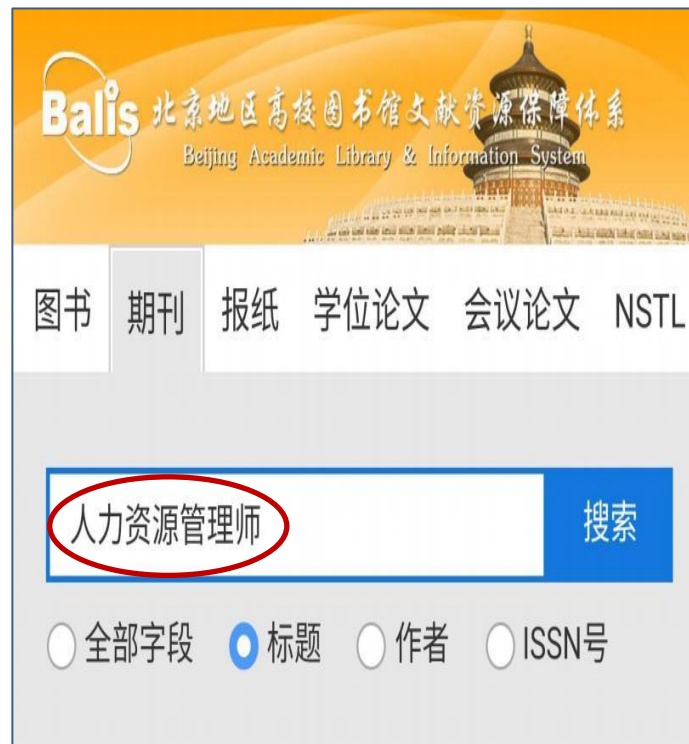 Balis 北京地区高校图书馆文献资源保障体系
Beijing Academic Library & Information System
图书 期刊 报纸 学位论文 会议论文 NSTL
人力资源管理师 搜索
全部字段 标题 作者 ISSN号